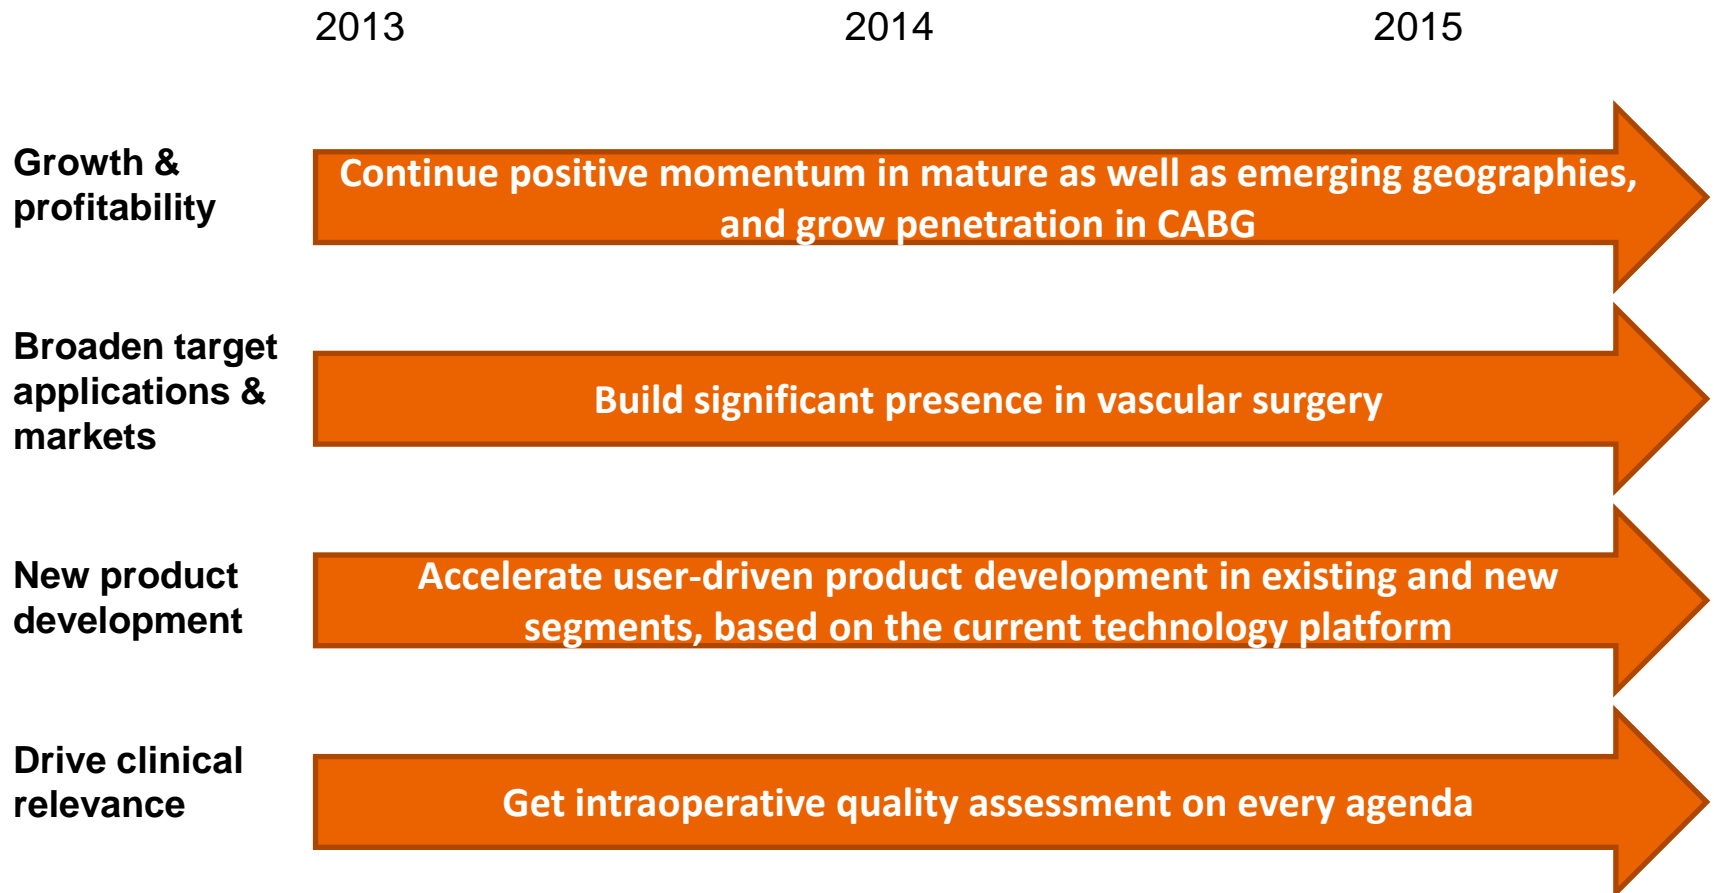 2013 2014 2015
Growth &
profitability
Continue positive momentum in mature as well as emerging geographies,
and grow penetration in CABG
Broaden target
applications &
markets
Build significant presence in vascular surgery
New product
development
Accelerate user-driven product development in existing and new
segments, based on the current technology platform
Drive clinical
relevance
Get intraoperative quality assessment on every agenda